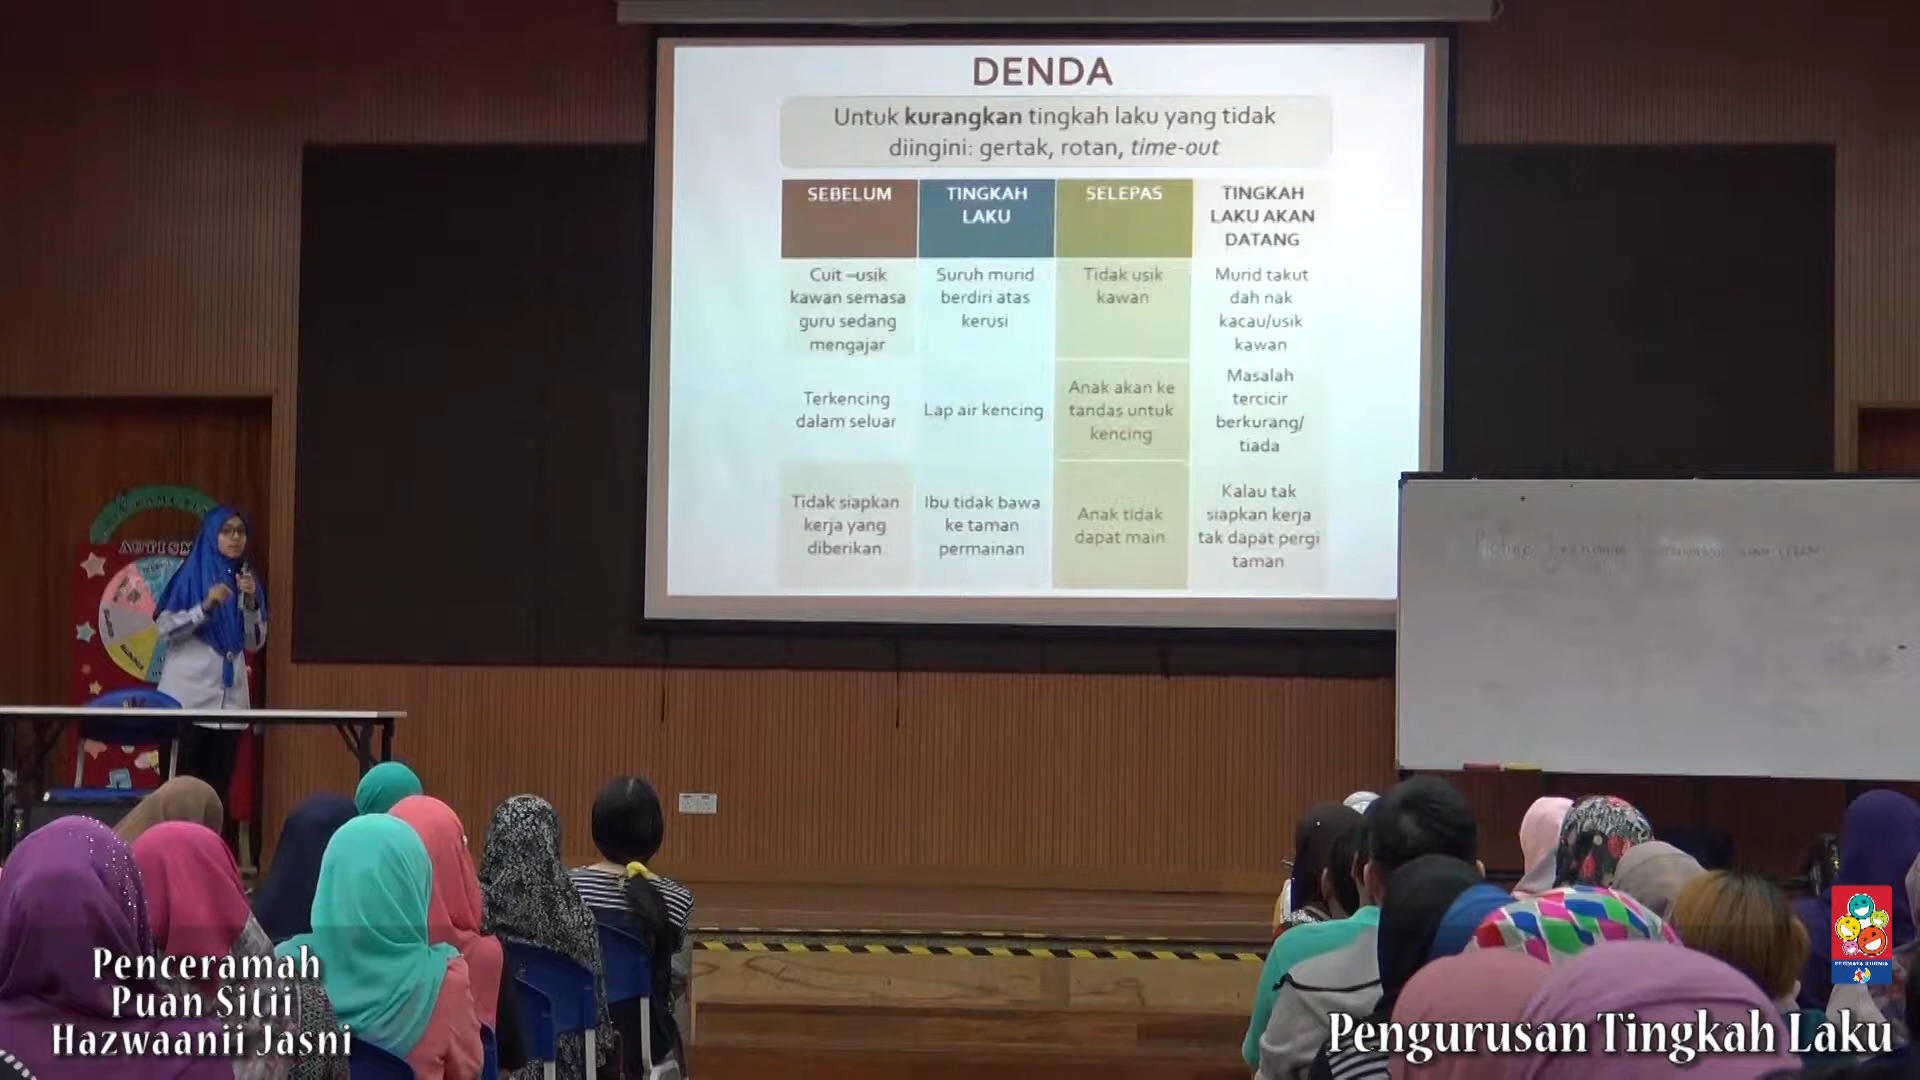 DENDA
Untuk kurangkan tingkah laku yang tidak
diingini: gertak, rotan, time-out
SEBELUM
TINGKAH
LAKU
SELEPAS
TINGKAH
LAKU AKAN
DATANG
Cuit –usik
kawan semasa
guru sedang
mengajar
Suruh murid
berdiri atas
kerusi
Tidak usik
kawan
Murid takut
dah nak
kacau/usik
kawan
Terkencing
dalam seluar
Lap air kencing
Anak akan ke
tandas untuk
kencing
Masalah
tercicir
berkurang/
tiada
Tidak siapkan
kerja yang
diberikan
Ibu tidak bawa
ke taman
permainan
Anak tidak
dapat main
Kalau tak
siapkan kerja
tak dapat pergi
taman
AUTISM
Penceramah
Puan Sitii
Hazwaanii Jasni
PERMATA KURNIA
Pengurusan Tingkah Laku